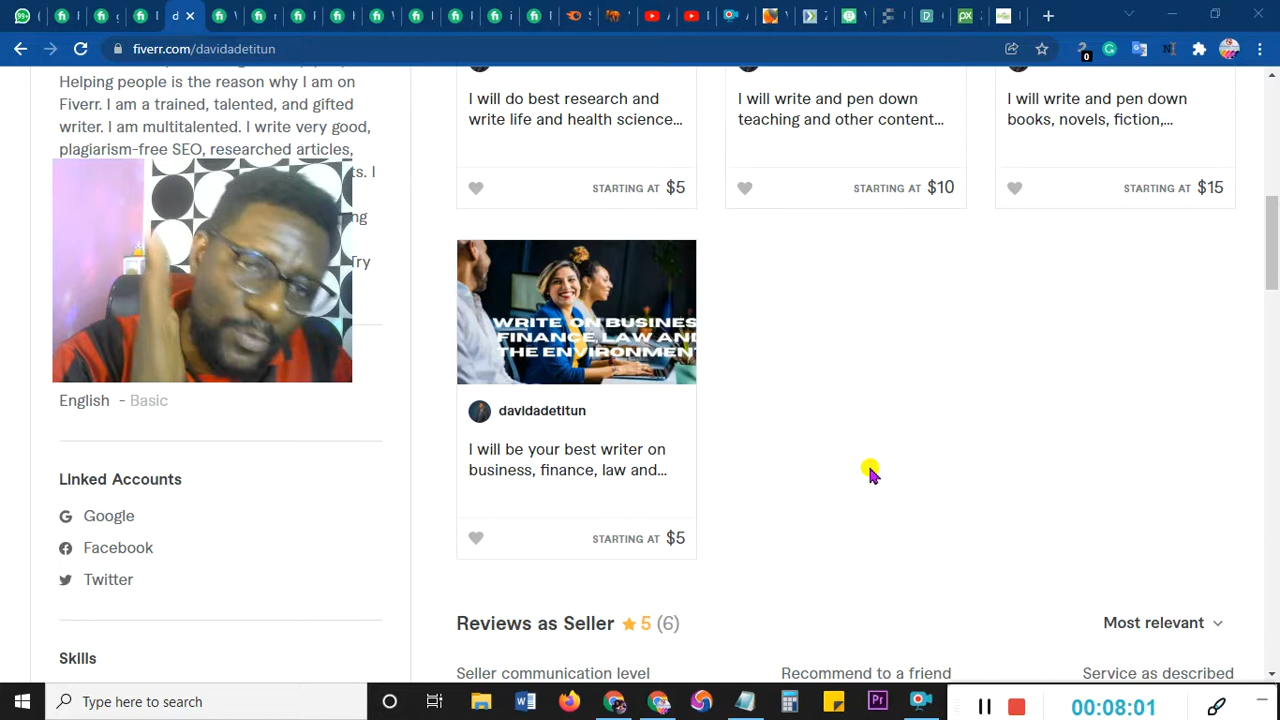 99+
fiverr.com/davidadetitun
0
Helping people is the reason why I am on
Fiverr. I am a trained, talented, and gifted
writer. I am multitalented. I write very good,
plagiarism-free SEO, researched articles,
ts. I
ng
Try
English - Basic
Linked Accounts
Google
Facebook
Twitter
Skills
I will do best research and
write life and health science...
STARTING AT $5
I will write and pen down
teaching and other content...
STARTING AT $10
I will write and pen down
books, novels, fiction,...
STARTING AT $15
WRITE ON BUSINES
FINANCE, LAW AND
THE ENVIRONMENT
davidadetitun
I will be your best writer on
business, finance, law and...
STARTING AT $5
Reviews as Seller 5 (6)
Most relevant
Seller communication level
Recommend to a friend
Service as described
Type here to search
00:08:01